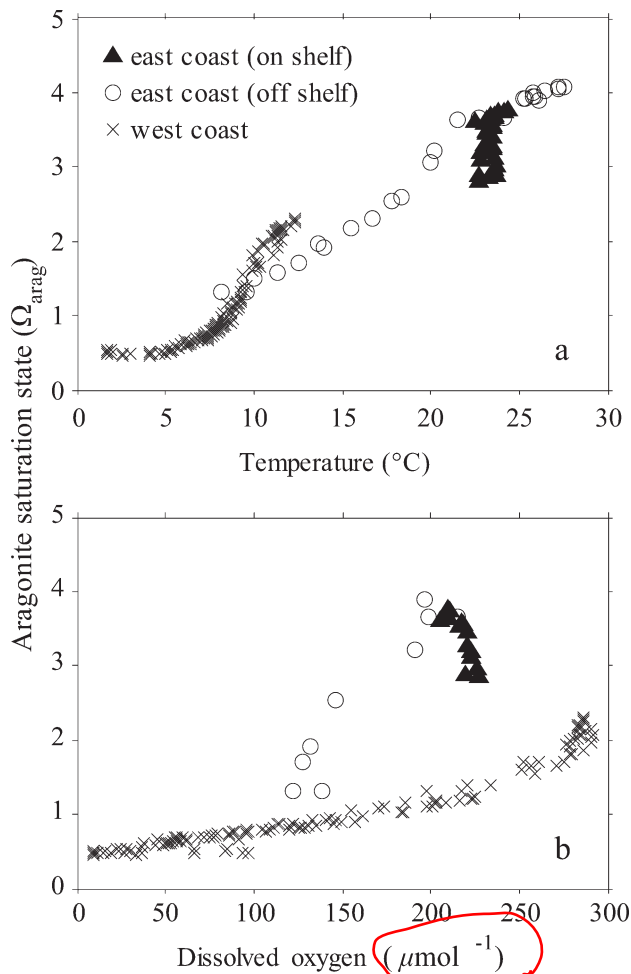 5
4
3
2
1
0
▲ east coast (on shelf)
○ east coast (off shelf)
× west coast
a
0 5 10 15 20 25 30
Temperature (°C)
Aragonite saturation state (Ωarag)
5
4
3
2
1
0
b
0 50 100 150 200 250 300
Dissolved oxygen (μmol ⁻¹)